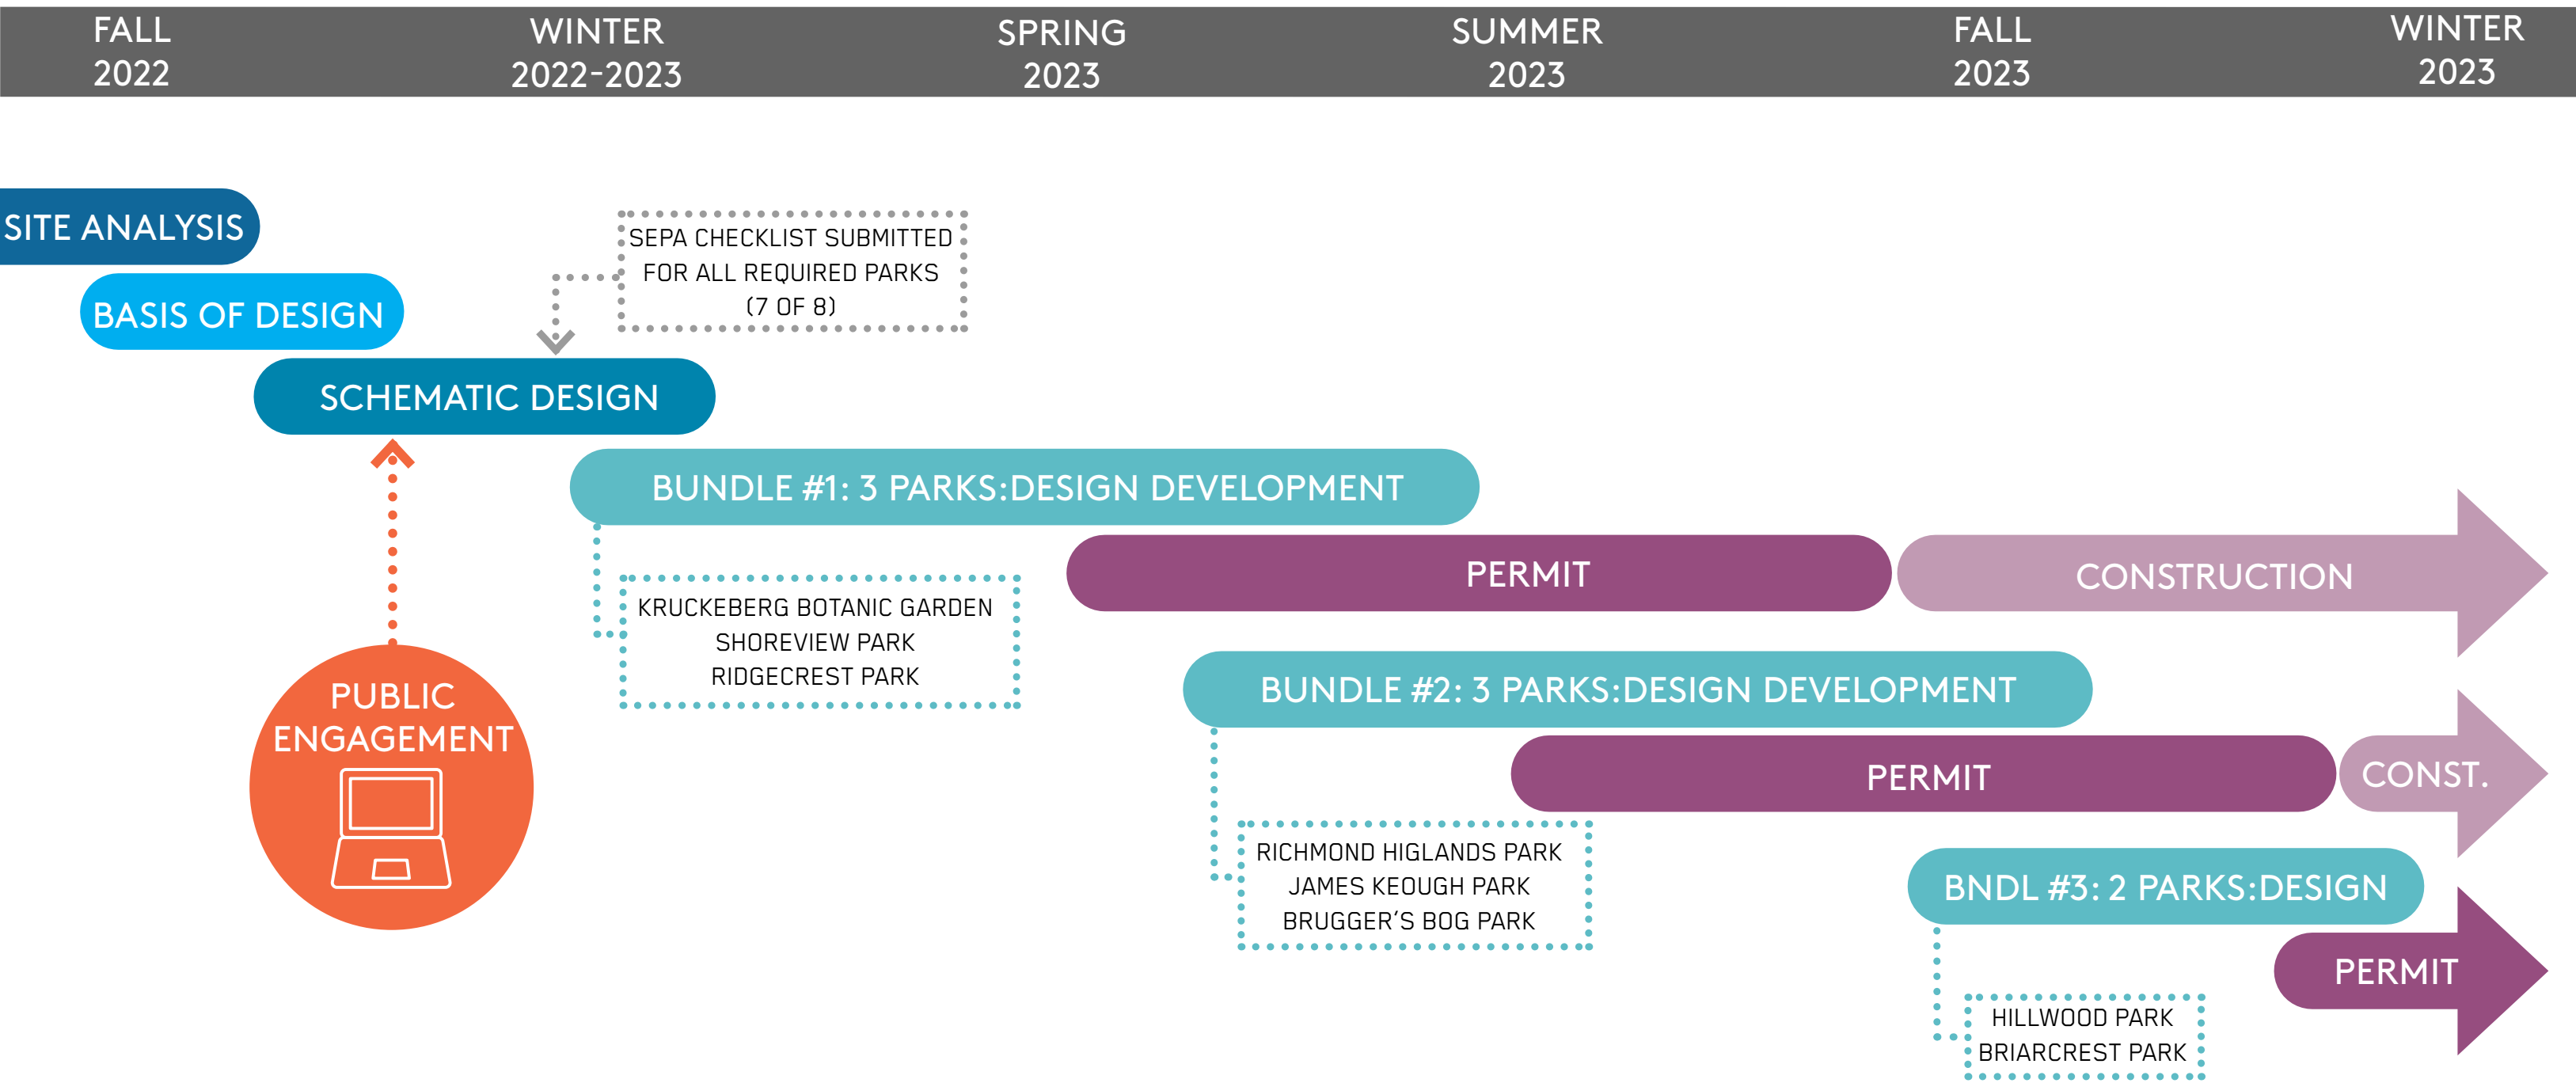 FALL
2022
WINTER
2022-2023
SPRING
2023
SUMMER
2023
FALL
2023
WINTER
2023
SITE ANALYSIS
BASIS OF DESIGN
SEPA CHECKLIST SUBMITTED
FOR ALL REQUIRED PARKS
(7 OF 8)
SCHEMATIC DESIGN
PUBLIC
ENGAGEMENT
BUNDLE #1: 3 PARKS:DESIGN DEVELOPMENT
KRUCKEBERG BOTANIC GARDEN
SHOREVIEW PARK
RIDGECREST PARK
PERMIT
CONSTRUCTION
BUNDLE #2: 3 PARKS:DESIGN DEVELOPMENT
PERMIT
CONST.
RICHMOND HIGLANDS PARK
JAMES KEOUGH PARK
BRUGGER'S BOG PARK
BNDL #3: 2 PARKS:DESIGN
PERMIT
HILLWOOD PARK
BRIARCREST PARK